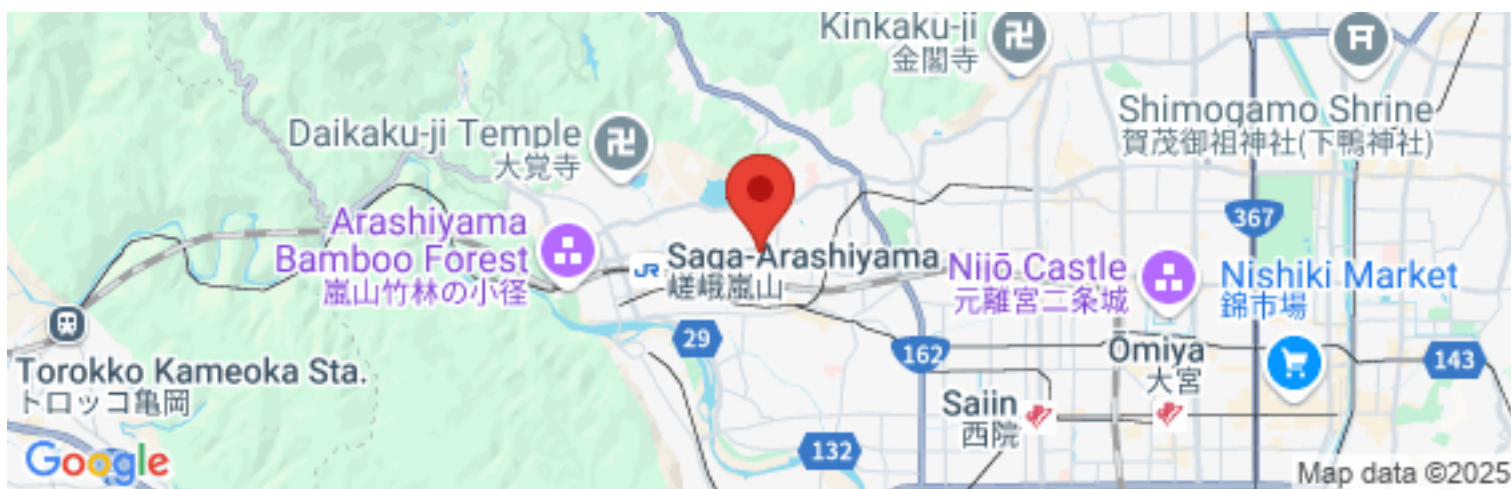 Kinkaku-ji
金閣寺
Daikaku-ji Temple
大覚寺
Shimogamo Shrine
賀茂御祖神社(下鴨神社)
Arashiyama
Bamboo Forest
嵐山竹林の小径
367
JR
Saga-Arashiyama
嵯峨嵐山
Nijō Castle
元離宮二条城
Nishiki Market
錦市場
29
162
Ōmiya
大宮
143
Torokko Kameoka Sta.
トロッコ亀岡
Saiin
西院
132
Google
Map data ©2025